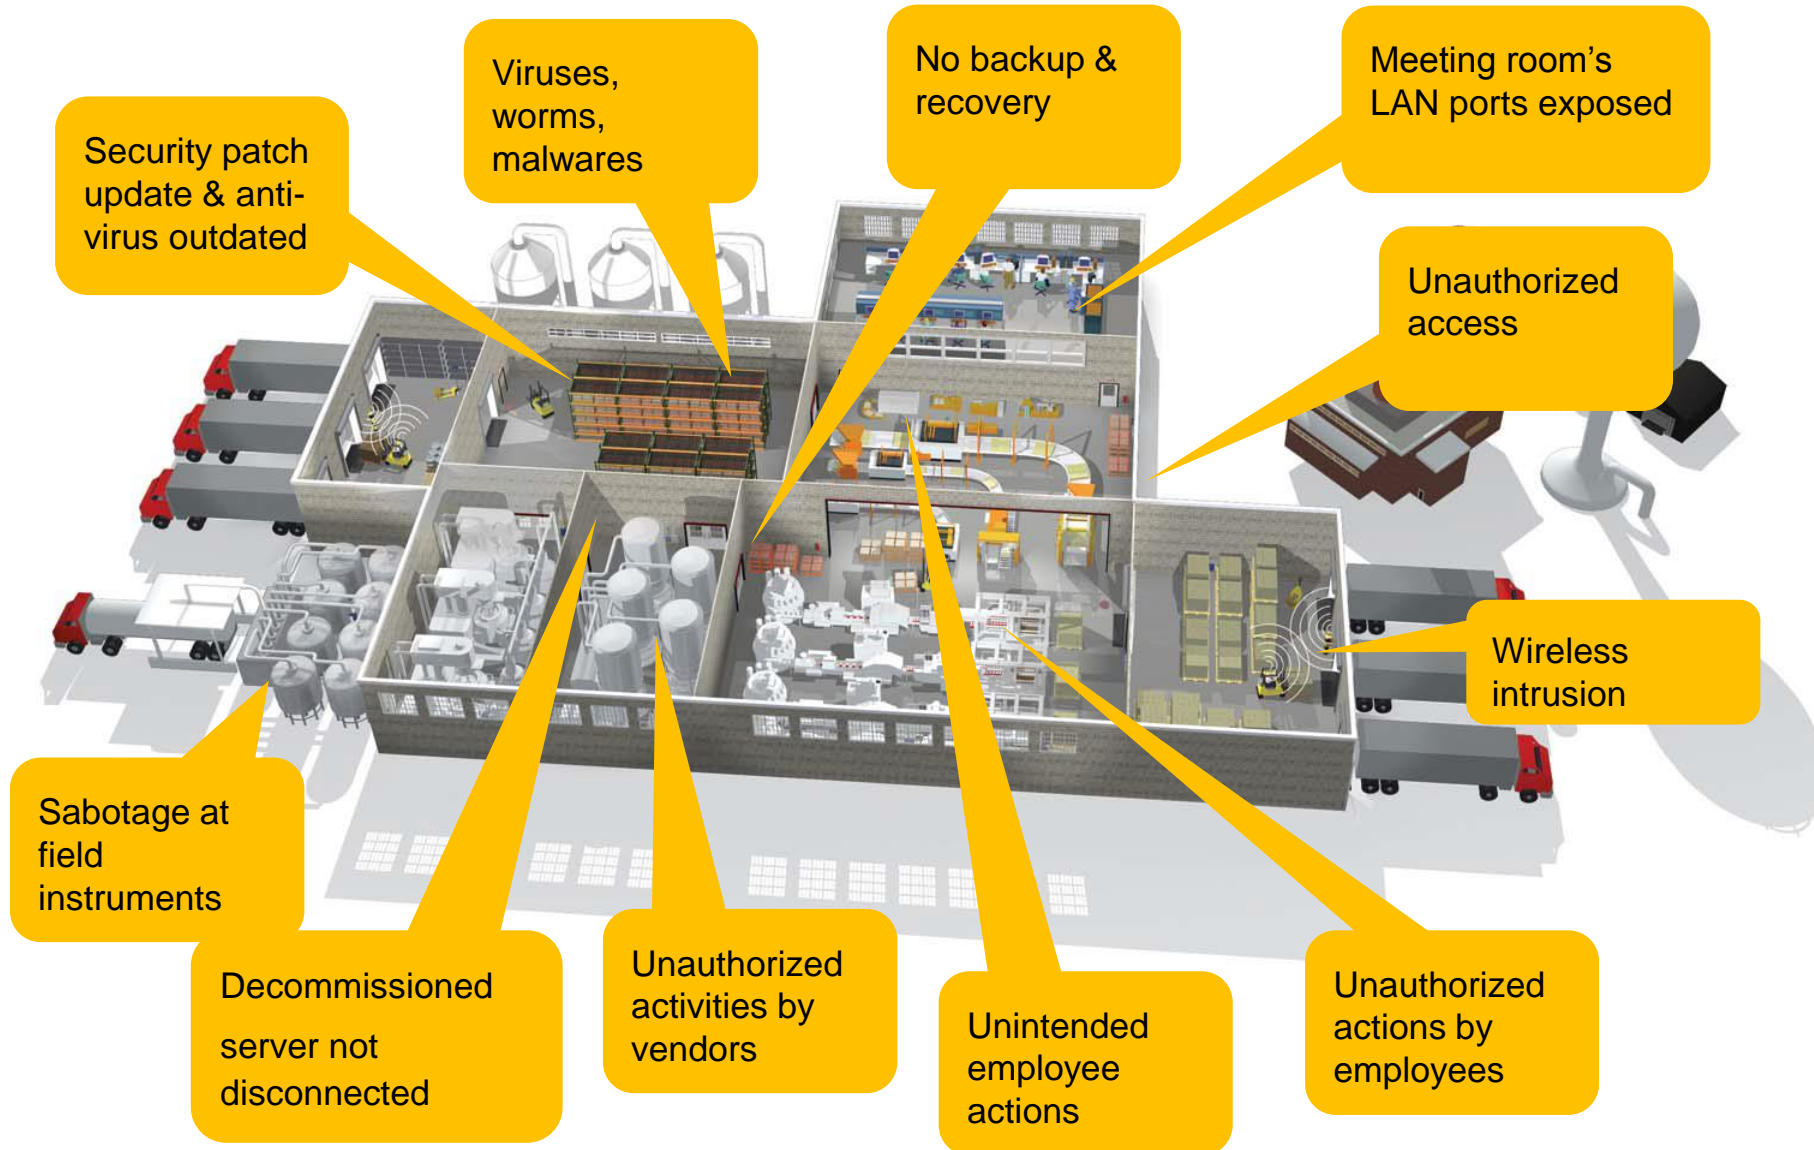 Viruses,
worms,
malwares
No backup &
recovery
Meeting room's
LAN ports exposed
Security patch
update & anti-
virus outdated
Unauthorized
access
Wireless
intrusion
Sabotage at
field
instruments
Decommissioned
server not
disconnected
Unauthorized
activities by
vendors
Unintended
employee
actions
Unauthorized
actions by
employees